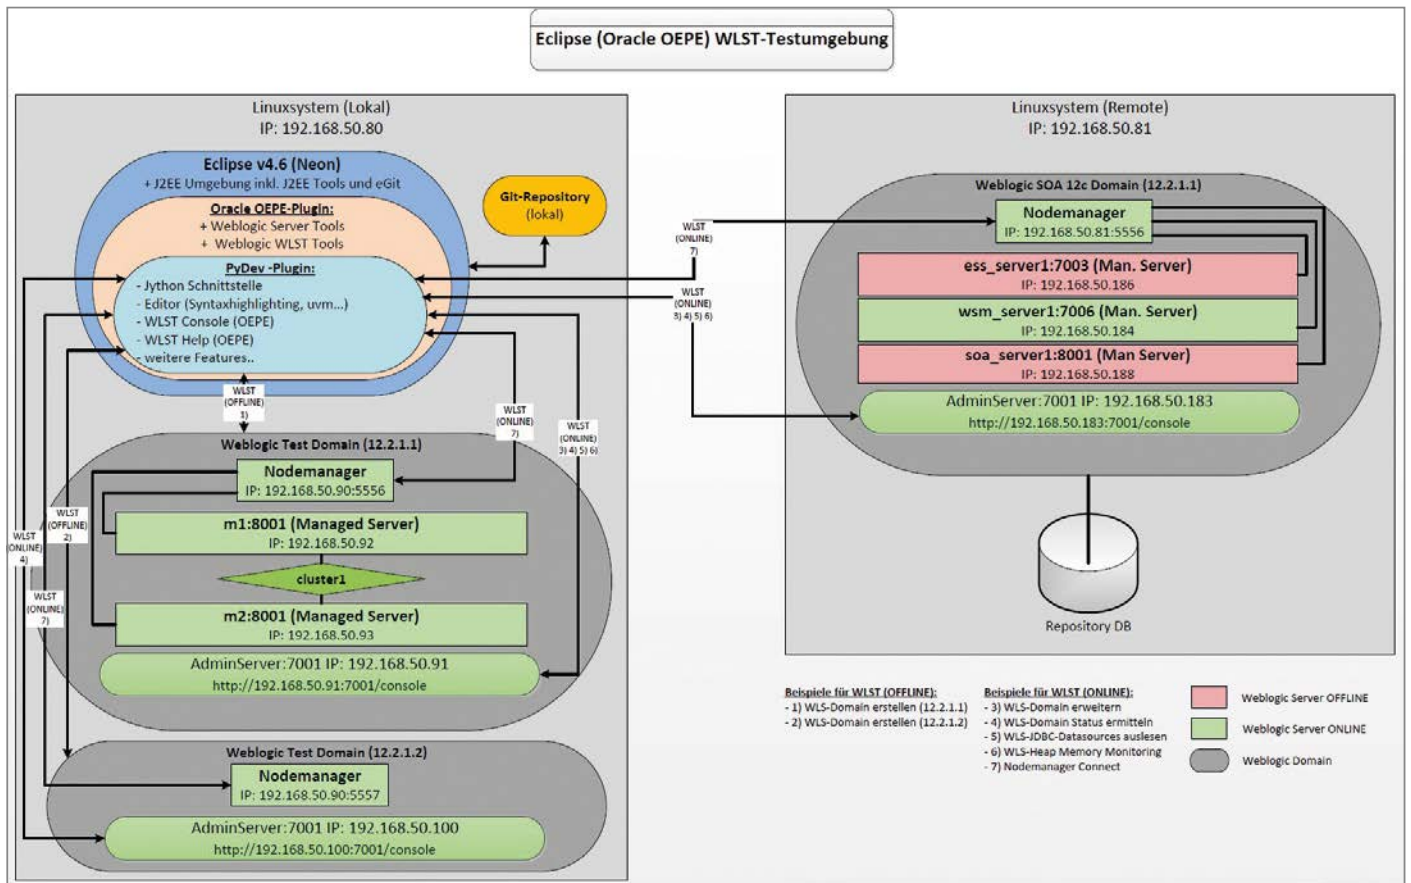 Eclipse (Oracle OEPE) WLST-Testumgebung
Linuxsystem (Lokal)
IP: 192.168.50.80
Eclipse v4.6 (Neon)
+ J2EE Umgebung inkl. J2EE Tools und eGit
Oracle OEPE-Plugin:
+ Weblogic Server Tools
+ Weblogic WLST Tools
PyDev -Plugin:
- Jython Schnittstelle
- Editor (Syntaxhighlighting, uvm...)
- WLST Console (OEPE)
- WLST Help (OEPE)
- weitere Features..
Git-Repository
(lokal)
WLST
(ONLINE)
7)
WLST
(ONLINE)
3) 4) 5) 6)
WLST
(OFFLINE)
1)
WLST
(ONLINE)
7)
WLST
(ONLINE)
3) 4) 5) 6)
WLST
(OFFLINE)
2)
WLST
(ONLINE)
4)
WLST
(ONLINE)
7)
Weblogic Test Domain (12.2.1.1)
Nodemanager
IP: 192.168.50.90:5556
m1:8001 (Managed Server)
IP: 192.168.50.92
cluster1
m2:8001 (Managed Server)
IP: 192.168.50.93
AdminServer:7001 IP: 192.168.50.91
http://192.168.50.91:7001/console
Weblogic Test Domain (12.2.1.2)
Nodemanager
IP: 192.168.50.90:5557
AdminServer:7001 IP: 192.168.50.100
http://192.168.50.100:7001/console
Linuxsystem (Remote)
IP: 192.168.50.81
Weblogic SOA 12c Domain (12.2.1.1)
Nodemanager
IP: 192.168.50.81:5556
ess_server1:7003 (Man. Server)
IP: 192.168.50.186
wsm_server1:7006 (Man. Server)
IP: 192.168.50.184
soa_server1:8001 (Man Server)
IP: 192.168.50.188
AdminServer:7001 IP: 192.168.50.183
http://192.168.50.183:7001/console
Repository DB
Beispiele für WLST (OFFLINE):
- 1) WLS-Domain erstellen (12.2.1.1)
- 2) WLS-Domain erstellen (12.2.1.2)
Beispiele für WLST (ONLINE):
- 3) WLS-Domain erweitern
- 4) WLS-Domain Status ermitteln
- 5) WLS-JDBC-Datasources auslesen
- 6) WLS-Heap Memory Monitoring
- 7) Nodemanager Connect
Weblogic Server OFFLINE
Weblogic Server ONLINE
Weblogic Domain